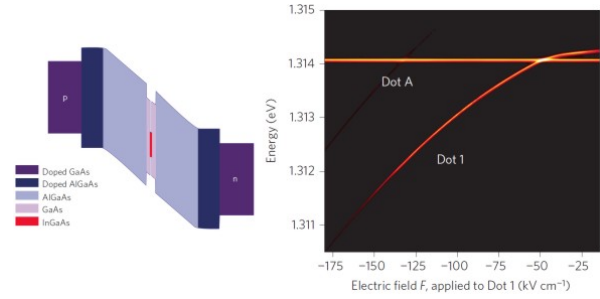 p
n
Doped GaAs
Doped AlGaAs
AlGaAs
GaAs
InGaAs
1.315
1.314
1.313
1.312
1.311
Energy (eV)
Dot A
Dot 1
−175 −150 −125 −100 −75 −50 −25
Electric field F, applied to Dot 1 (kV cm⁻¹)